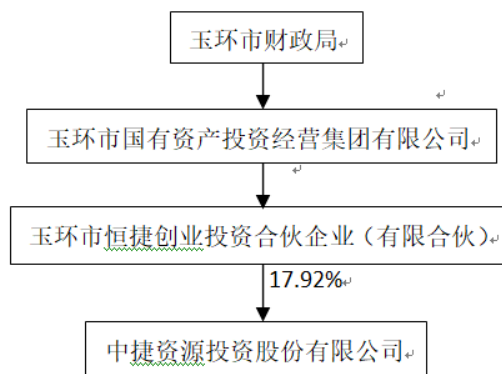 玉环市财政局
玉环市国有资产投资经营集团有限公司
玉环市恒捷创业投资合伙企业（有限合伙）
17.92%
中捷资源投资股份有限公司